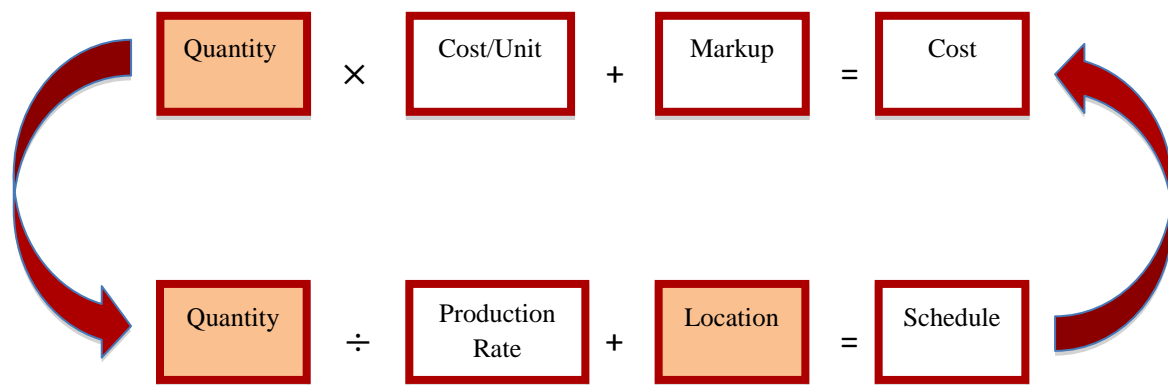 Quantity × Cost/Unit + Markup = Cost
Quantity ÷ Production Rate + Location = Schedule